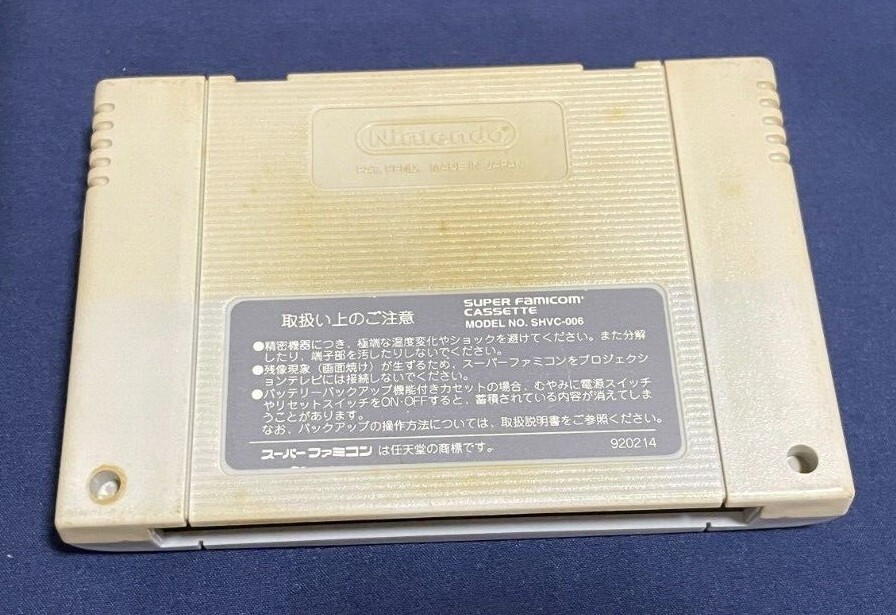 Nintendo
PAT. PEND. MADE IN JAPAN
取扱い上のご注意
SUPER FAMICOM
CASSETTE
MODEL NO. SHVC-006
●精密機器につき、極端な温度変化やショックを避けてください。また分解
したり、端子部を汚したりしないでください。
●残像現象（画面焼け）が生ずるため、スーパーファミコンをプロジェクシ
ョンテレビには接続しないでください。
●バッテリーバックアップ機能付きカセットの場合、むやみに電源スイッチ
やリセットスイッチをON·OFFすると、蓄積されている内容が消えてしま
うことがあります。
なお、バックアップの操作方法については、取扱説明書をご参照ください。
スーパーファミコン は任天堂の商標です。
920214